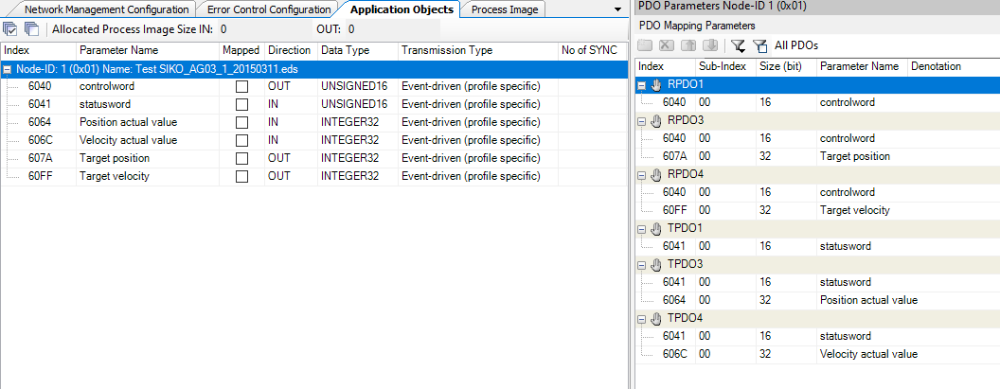 Network Management Configuration Error Control Configuration Application Objects Process Image
Allocated Process Image Size IN: 0 OUT: 0
Index Parameter Name Mapped Direction Data Type Transmission Type No of SYNC
Node-ID: 1 (0x01) Name: Test SIKO_AG03_1_20150311.eds
6040 controlword OUT UNSIGNED16 Event-driven (profile specific)
6041 statusword IN UNSIGNED16 Event-driven (profile specific)
6064 Position actual value IN INTEGER32 Event-driven (profile specific)
606C Velocity actual value IN INTEGER32 Event-driven (profile specific)
607A Target position OUT INTEGER32 Event-driven (profile specific)
60FF Target velocity OUT INTEGER32 Event-driven (profile specific)
PDO Parameters Node-ID 1 (0x01)
PDO Mapping Parameters
All PDOs
Index Sub-Index Size (bit) Parameter Name Denotation
RPDO1
6040 00 16 controlword
RPDO3
6040 00 16 controlword
607A 00 32 Target position
RPDO4
6040 00 16 controlword
60FF 00 32 Target velocity
TPDO1
6041 00 16 statusword
TPDO3
6041 00 16 statusword
6064 00 32 Position actual value
TPDO4
6041 00 16 statusword
606C 00 32 Velocity actual value